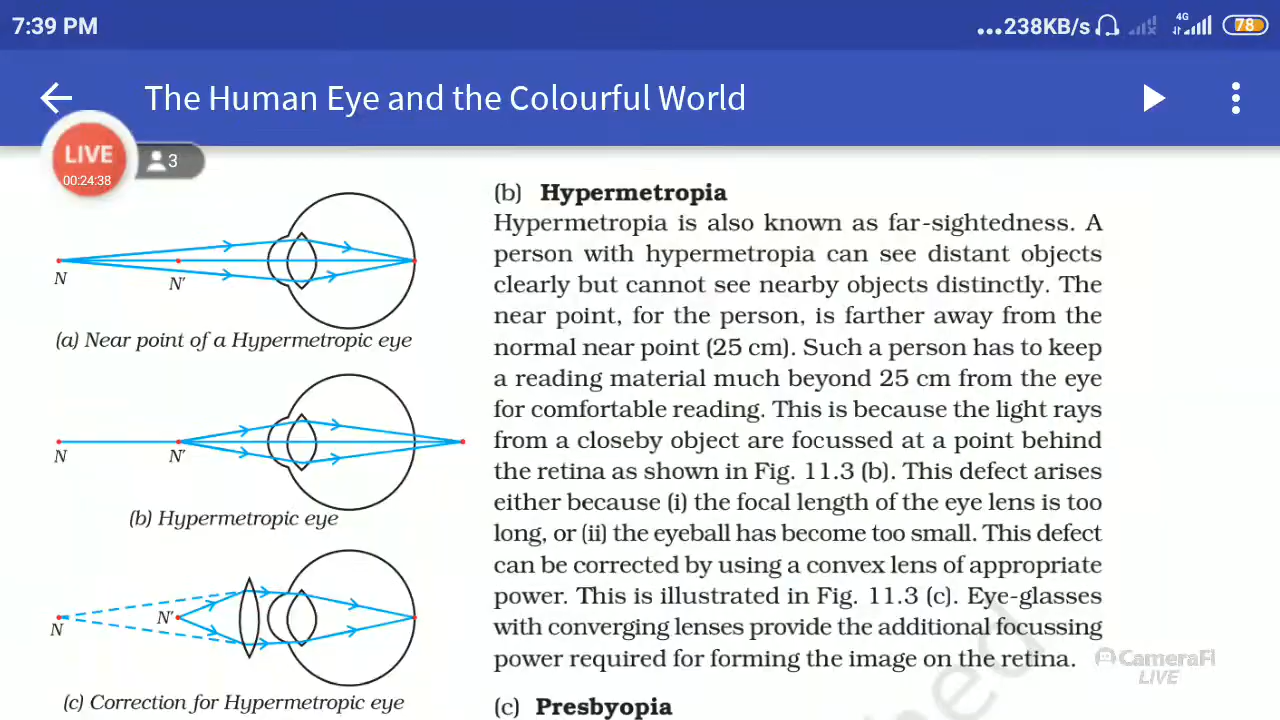 7:39 PM
...238KB/s 4G 78
The Human Eye and the Colourful World
LIVE
00:24:38
3
N
N'
(a) Near point of a Hypermetropic eye
N
N'
(b) Hypermetropic eye
N
N'
(c) Correction for Hypermetropic eye
(b) Hypermetropia
Hypermetropia is also known as far-sightedness. A
person with hypermetropia can see distant objects
clearly but cannot see nearby objects distinctly. The
near point, for the person, is farther away from the
normal near point (25 cm). Such a person has to keep
a reading material much beyond 25 cm from the eye
for comfortable reading. This is because the light rays
from a closeby object are focussed at a point behind
the retina as shown in Fig. 11.3 (b). This defect arises
either because (i) the focal length of the eye lens is too
long, or (ii) the eyeball has become too small. This defect
can be corrected by using a convex lens of appropriate
power. This is illustrated in Fig. 11.3 (c). Eye-glasses
with converging lenses provide the additional focussing
power required for forming the image on the retina.
(c) Presbyopia
CameraFI
LIVE